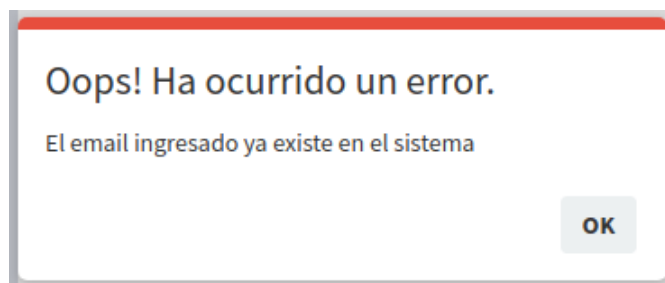 Oops! Ha ocurrido un error.
El email ingresado ya existe en el sistema
OK